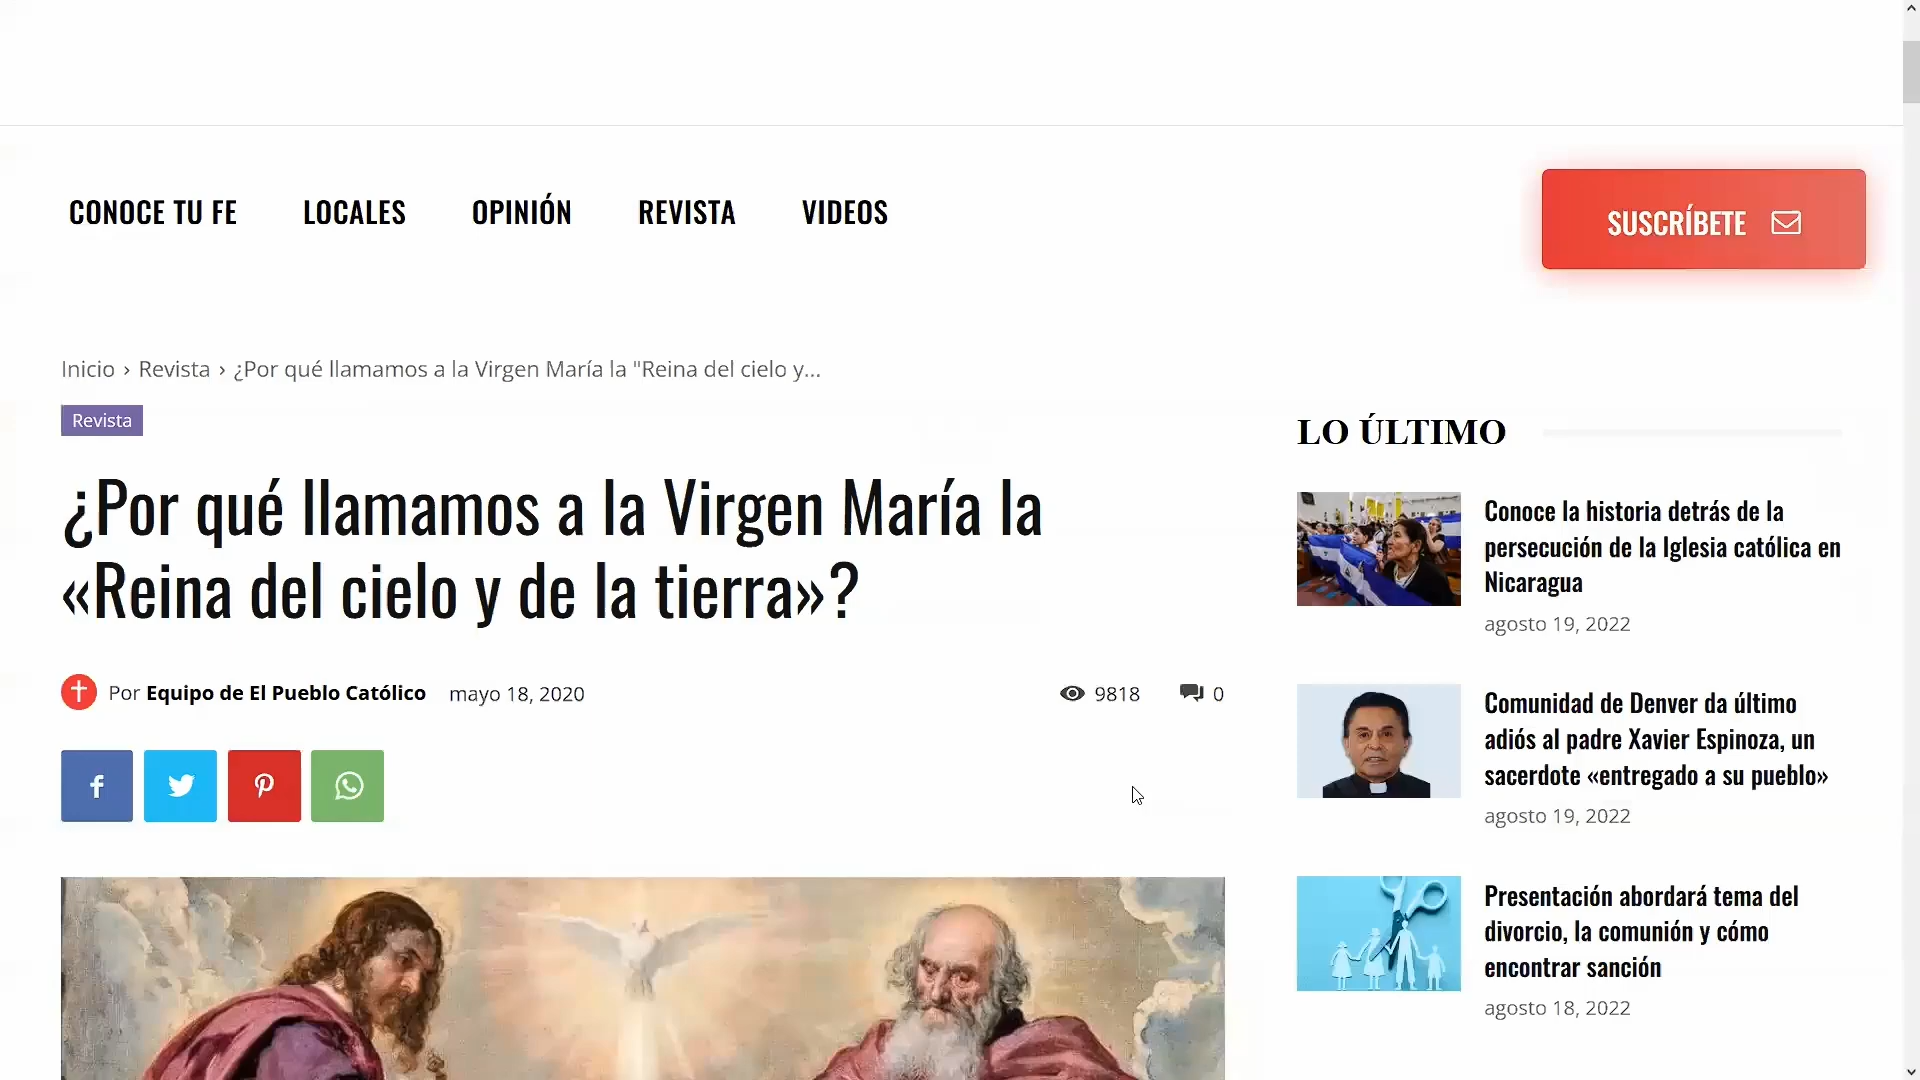 CONOCE TU FE LOCALES OPINIÓN REVISTA VIDEOS
SUSCRÍBETE
Inicio › Revista › ¿Por qué llamamos a la Virgen María la "Reina del cielo y...
Revista
¿Por qué llamamos a la Virgen María la
«Reina del cielo y de la tierra»?
Por Equipo de El Pueblo Católico mayo 18, 2020 9818 0
LO ÚLTIMO
Conoce la historia detrás de la
persecución de la Iglesia católica en
Nicaragua
agosto 19, 2022
Comunidad de Denver da último
adiós al padre Xavier Espinoza, un
sacerdote «entregado a su pueblo»
agosto 19, 2022
Presentación abordará tema del
divorcio, la comunión y cómo
encontrar sanción
agosto 18, 2022